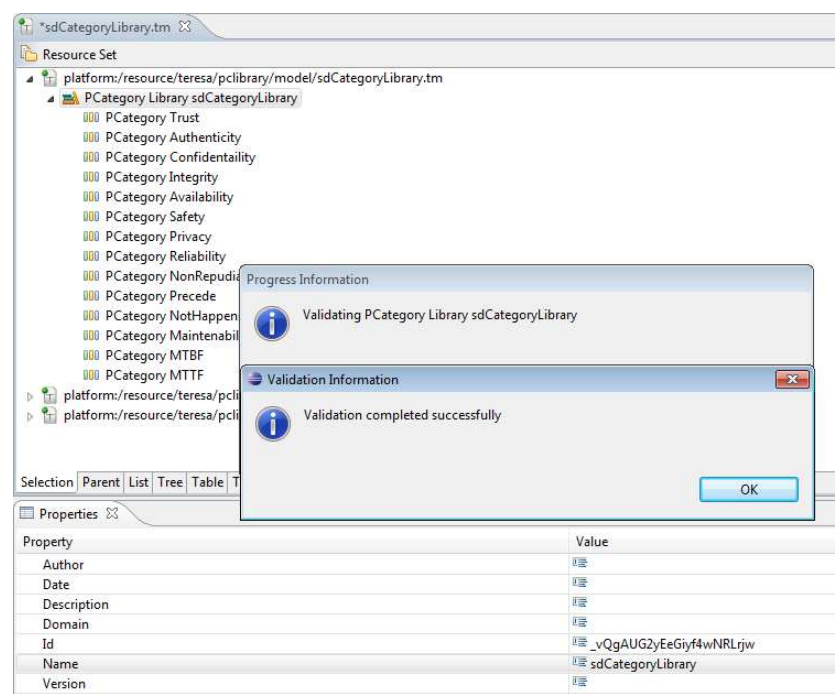 *sdCategoryLibrary.tm
Resource Set
platform:/resource/teresa/pclibrary/model/sdCategoryLibrary.tm
PCategory Library sdCategoryLibrary
PCategory Trust
PCategory Authenticity
PCategory Confidentaility
PCategory Integrity
PCategory Availability
PCategory Safety
PCategory Privacy
PCategory Reliability
PCategory NonRepudia
PCategory Precede
PCategory NotHappen
PCategory Maintenabil
PCategory MTBF
PCategory MTTF
platform:/resource/teresa/pcli
platform:/resource/teresa/pcli
Progress Information
Validating PCategory Library sdCategoryLibrary
Validation Information
Validation completed successfully
OK
Selection Parent List Tree Table T
Properties
Property Value
Author
Date
Description
Domain
Id _vQgAUG2yEeGiyf4wNRLrjw
Name sdCategoryLibrary
Version